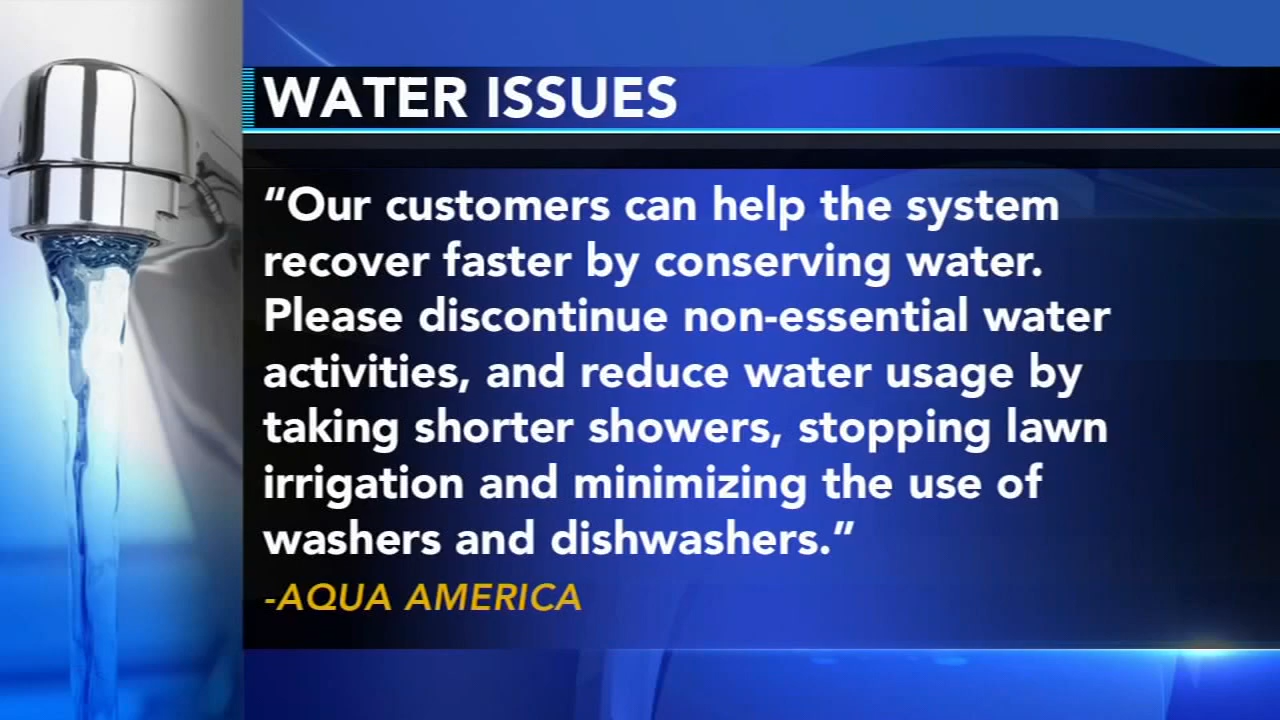 WATER ISSUES
“Our customers can help the system
recover faster by conserving water.
Please discontinue non-essential water
activities, and reduce water usage by
taking shorter showers, stopping lawn
irrigation and minimizing the use of
washers and dishwashers.”
-AQUA AMERICA